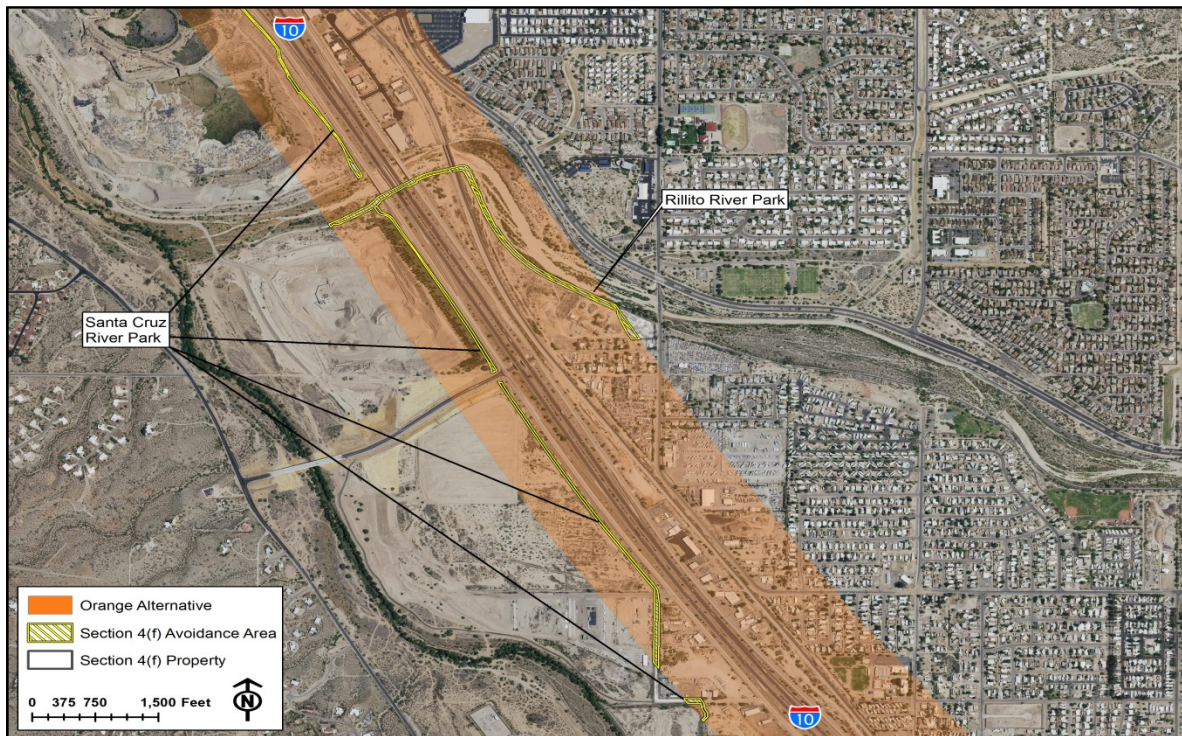 10
Rillito River Park
Santa Cruz
River Park
Orange Alternative
Section 4(f) Avoidance Area
Section 4(f) Property
0 375 750 1,500 Feet
N
10